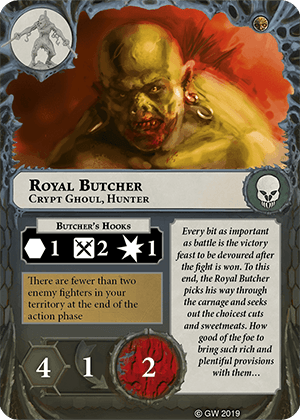 Royal Butcher
Crypt Ghoul, Hunter
Butcher's Hooks
1 2 1
There are fewer than two
enemy fighters in your
territory at the end of the
action phase
Every bit as important
as battle is the victory
feast to be devoured after
the fight is won. To this
end, the Royal Butcher
picks his way through
the carnage and seeks
out the choicest cuts
and sweetmeats. How
good of the foe to
bring such rich and
plentiful provisions
with them…
4 1 2
© GW 2019